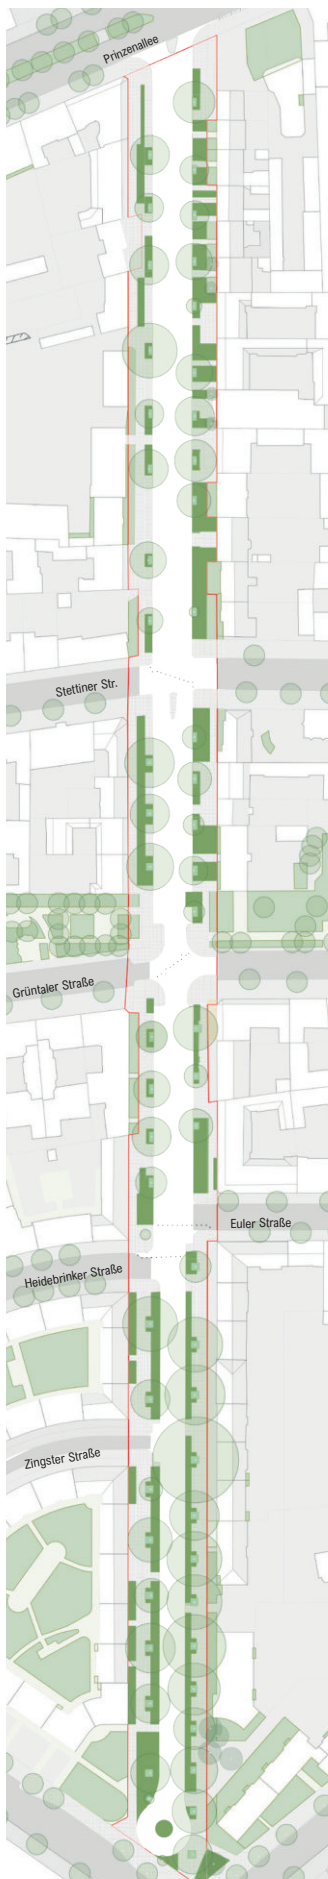 Prinzenallee
Stettiner Str.
Grüntaler Straße
Euler Straße
Heidebrinker Straße
Zingster Straße